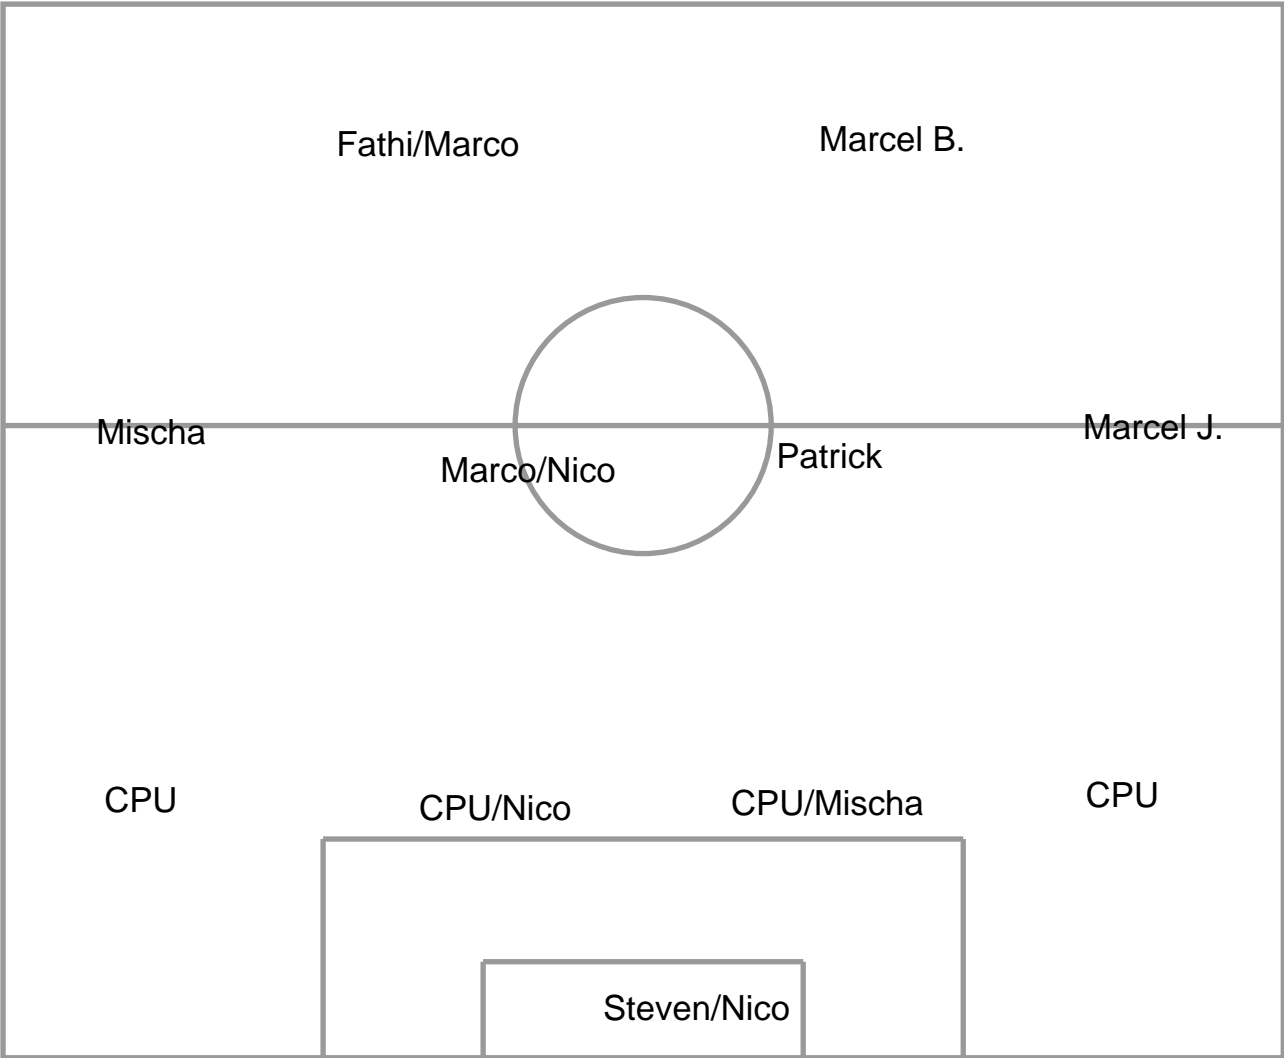 Fathi/Marco
Marcel B.
Mischa
Marcel J.
Marco/Nico
Patrick
CPU
CPU/Nico
CPU/Mischa
CPU
Steven/Nico